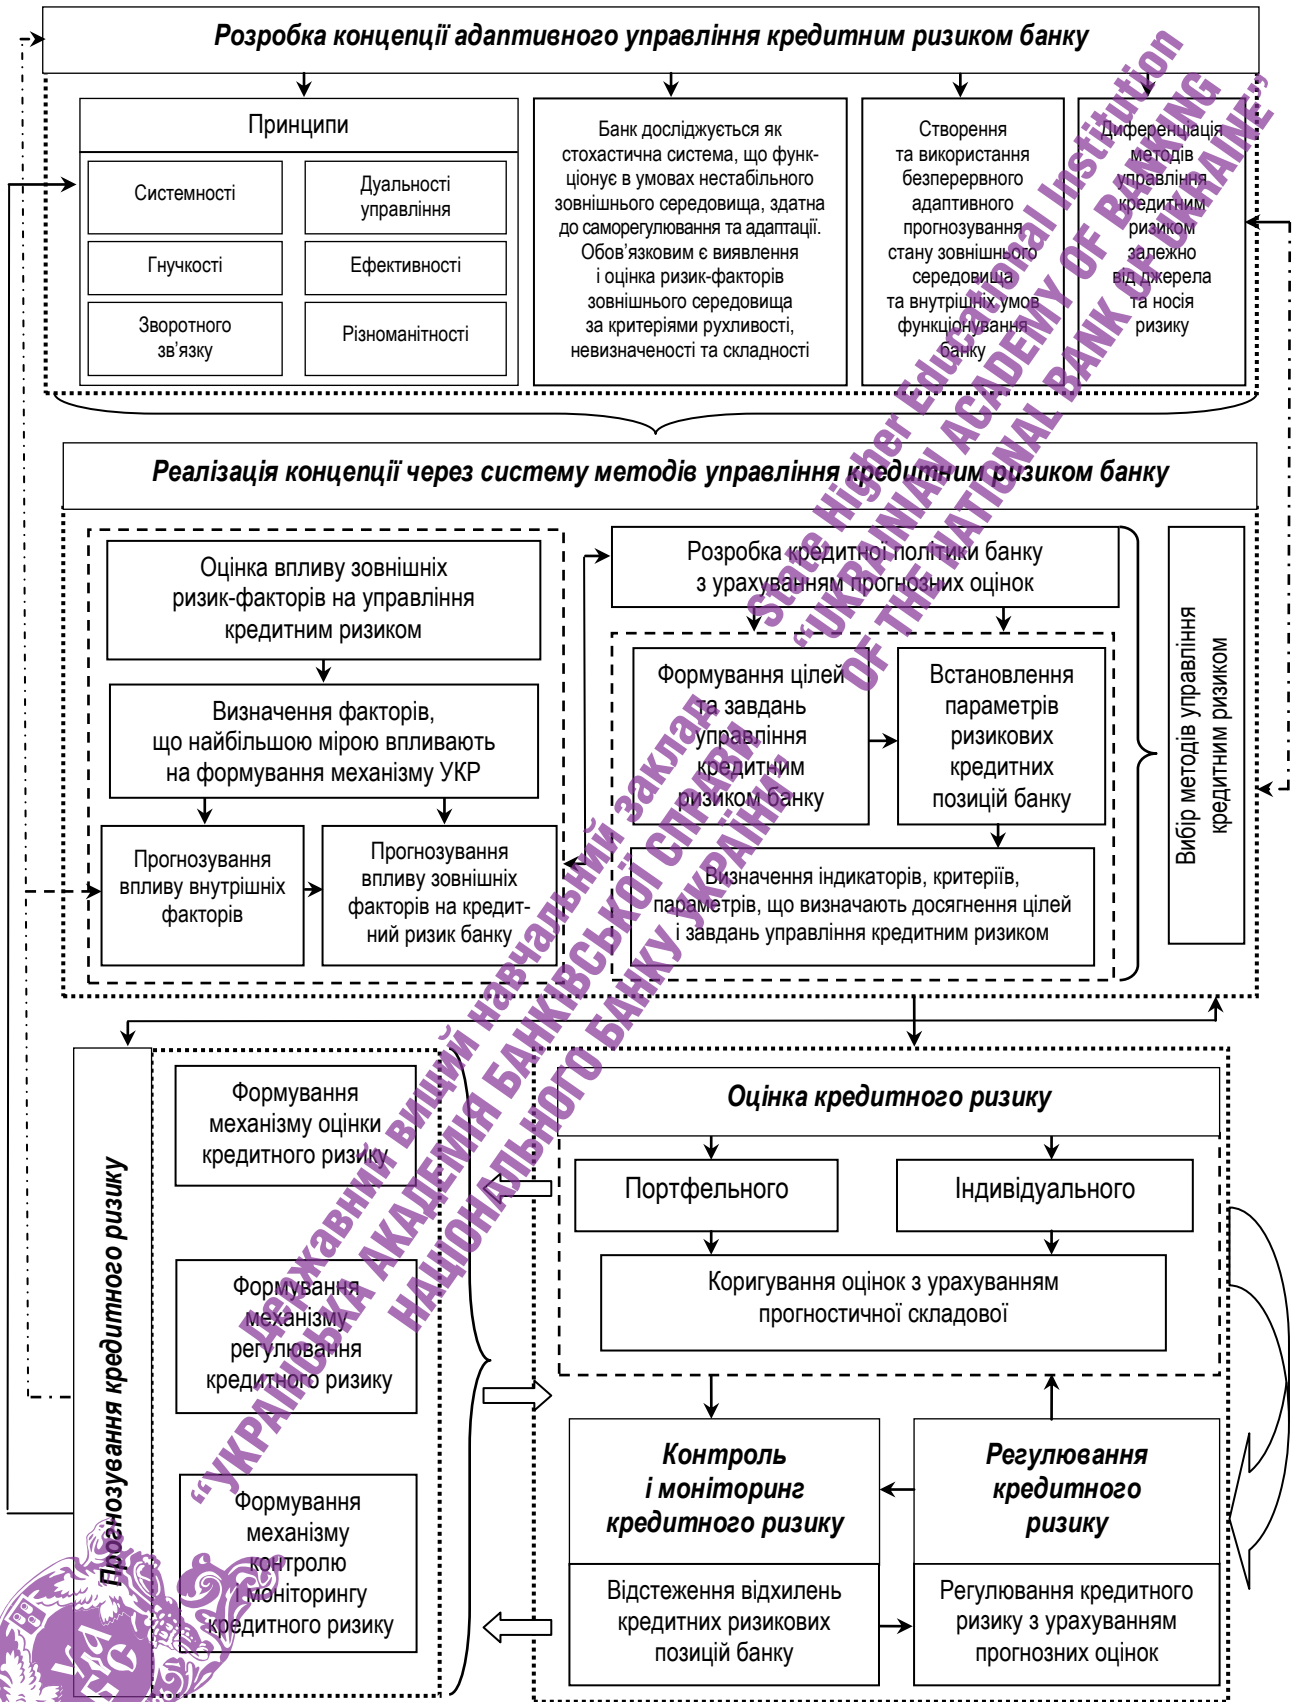 Розробка концепції адаптивного управління кредитним ризиком банку
Принципи
Системності
Дуальності
управління
Гнучкості
Ефективності
Зворотного
зв’язку
Різноманітності
Банк досліджується як
стохастична система, що функ-
ціонує в умовах нестабільного
зовнішнього середовища, здатна
до саморегулювання та адаптації.
Обов’язковим є виявлення
і оцінка ризик-факторів
зовнішнього середовища
за критеріями рухливості,
невизначеності та складності
Створення
та використання
безперервного
адаптивного
прогнозування
стану зовнішнього
середовища
та внутрішніх умов
функціонування
банку
Диференціація
методів
управління
кредитним
ризиком
залежно
від джерела
та носія
ризику
Реалізація концепції через систему методів управління кредитним ризиком банку
Оцінка впливу зовнішніх
ризик-факторів на управління
кредитним ризиком
Визначення факторів,
що найбільшою мірою впливають
на формування механізму УКР
Прогнозування
впливу внутрішніх
факторів
Прогнозування
впливу зовнішніх
факторів на кредит-
ний ризик банку
Розробка кредитної політики банку
з урахуванням прогнозних оцінок
Формування цілей
та завдань
управління
кредитним
ризиком банку
Встановлення
параметрів
ризикових
кредитних
позицій банку
Визначення індикаторів, критеріїв,
параметрів, що визначають досягнення цілей
і завдань управління кредитним ризиком
Вибір методів управління
кредитним ризиком
Прогнозування кредитного ризику
Формування
механізму оцінки
кредитного ризику
Формування
механізму
регулювання
кредитного ризику
Формування
механізму
контролю
і моніторингу
кредитного ризику
Оцінка кредитного ризику
Портфельного
Індивідуального
Коригування оцінок з урахуванням
прогностичної складової
Контроль
і моніторинг
кредитного ризику
Відстеження відхилень
кредитних ризикових
позицій банку
Регулювання
кредитного
ризику
Регулювання кредитного
ризику з урахуванням
прогнозних оцінок
Державний вищий навчальний заклад
“УКРАЇНСЬКА АКАДЕМІЯ БАНКІВСЬКОЇ СПРАВИ
НАЦІОНАЛЬНОГО БАНКУ УКРАЇНИ”
State Higher Educational Institution
“UKRAINIAN ACADEMY OF BANKING
OF THE NATIONAL BANK OF UKRAINE”